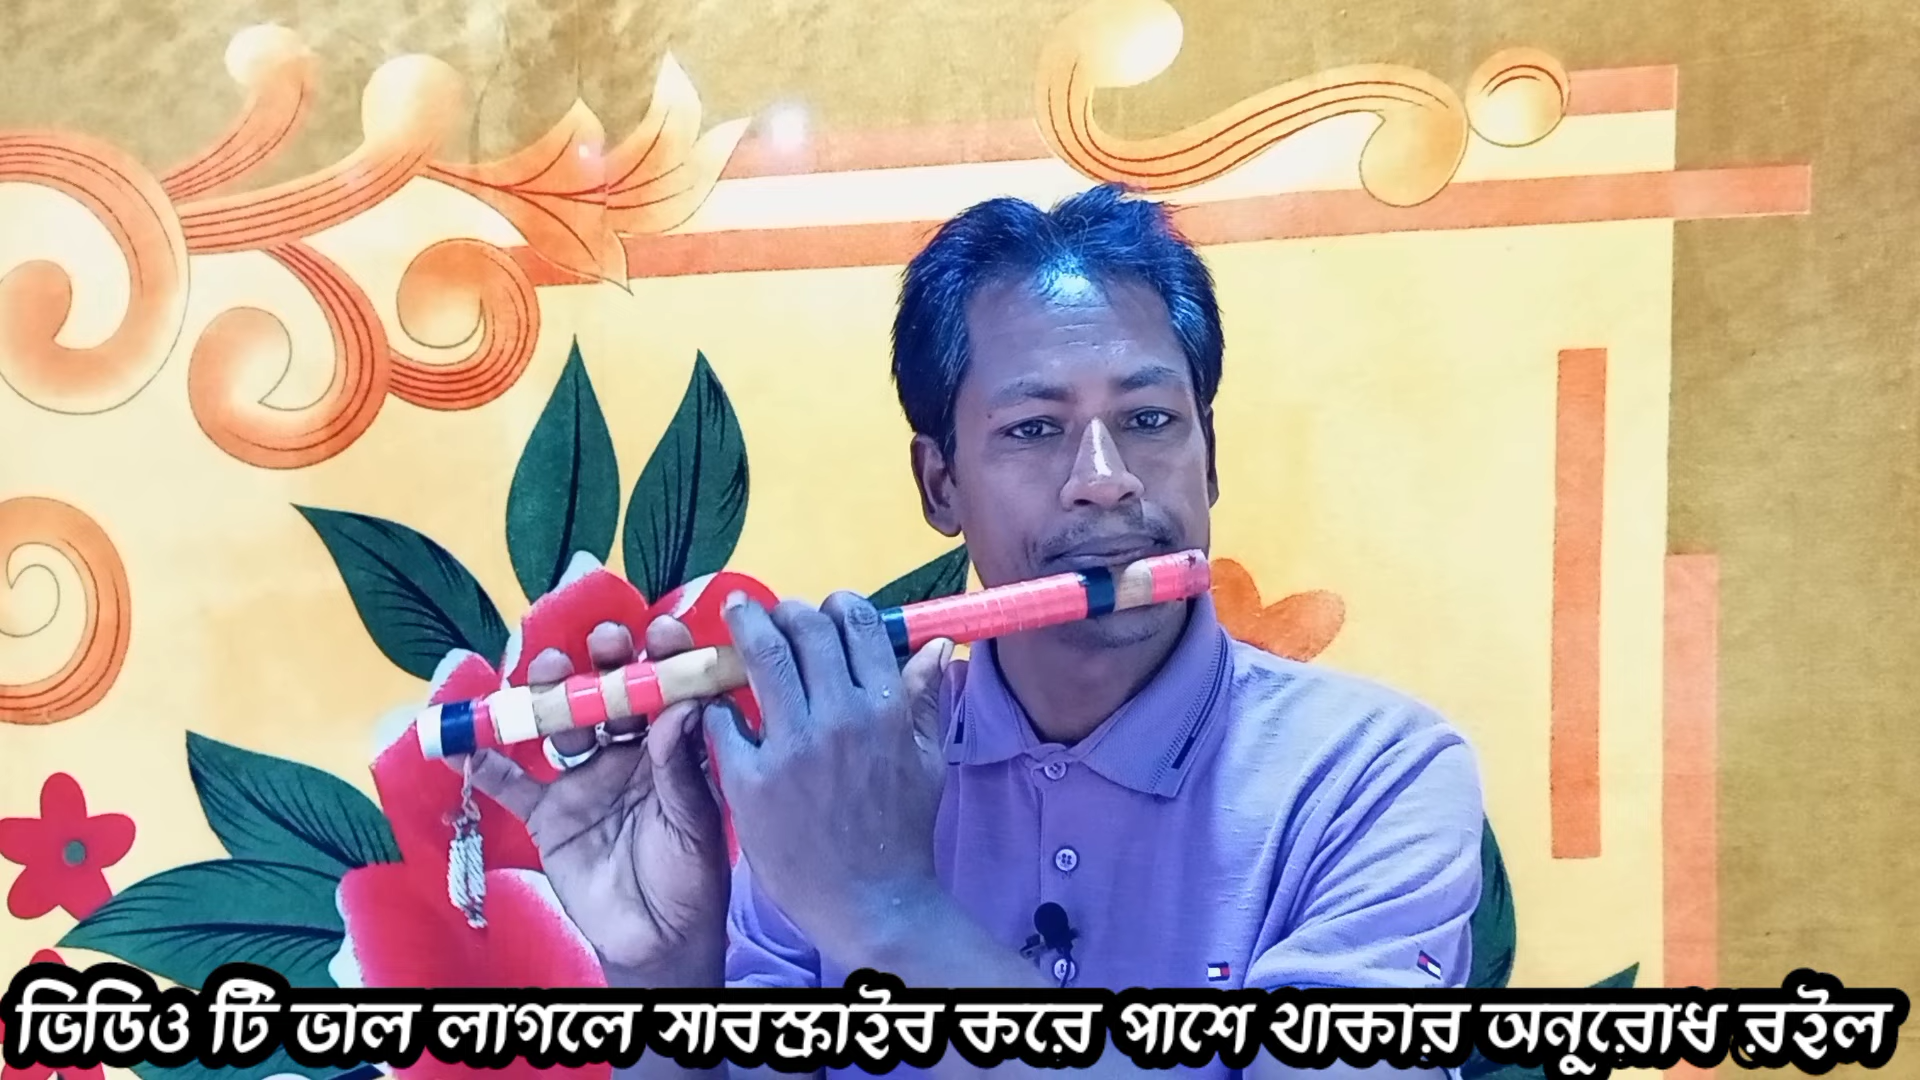 ভিডিও টি ভাল লাগলে সাবস্ক্রাইব করে পাশে থাকার অনুরোধ রইল